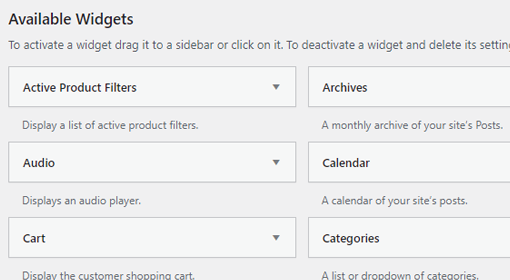 Available Widgets
To activate a widget drag it to a sidebar or click on it. To deactivate a widget and delete its
Active Product Filters
Archives
Display a list of active product filters.
A monthly archive of your site's Posts.
Audio
Calendar
Displays an audio player.
A calendar of your site's posts.
Cart
Categories
Display the customer shopping cart.
A list or dropdown of categories.